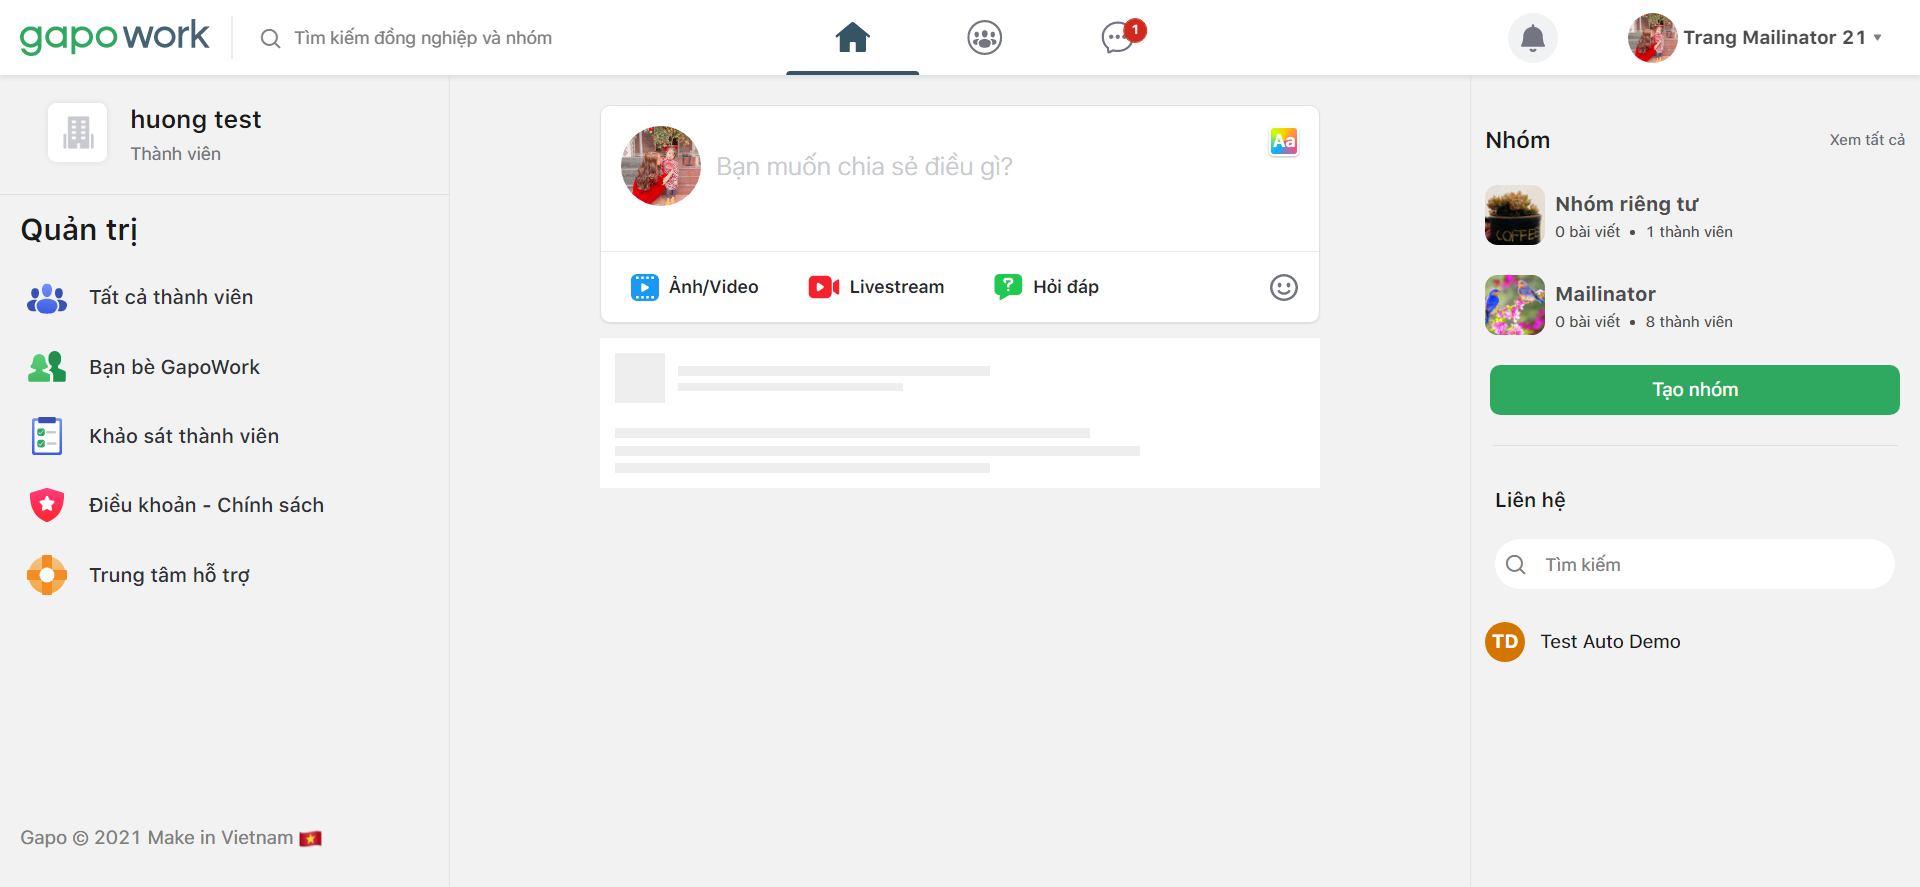 gapowork
Tìm kiếm đồng nghiệp và nhóm
1
Trang Mailinator 21
huong test
Thành viên
Quản trị
Tất cả thành viên
Bạn bè GapoWork
Khảo sát thành viên
Điều khoản - Chính sách
Trung tâm hỗ trợ
Gapo © 2021 Make in Vietnam
Bạn muốn chia sẻ điều gì?
Aa
Ảnh/Video
Livestream
?
Hỏi đáp
Nhóm
Xem tất cả
COFFEE
Nhóm riêng tư
0 bài viết • 1 thành viên
Mailinator
0 bài viết • 8 thành viên
Tạo nhóm
Liên hệ
Tìm kiếm
TD
Test Auto Demo